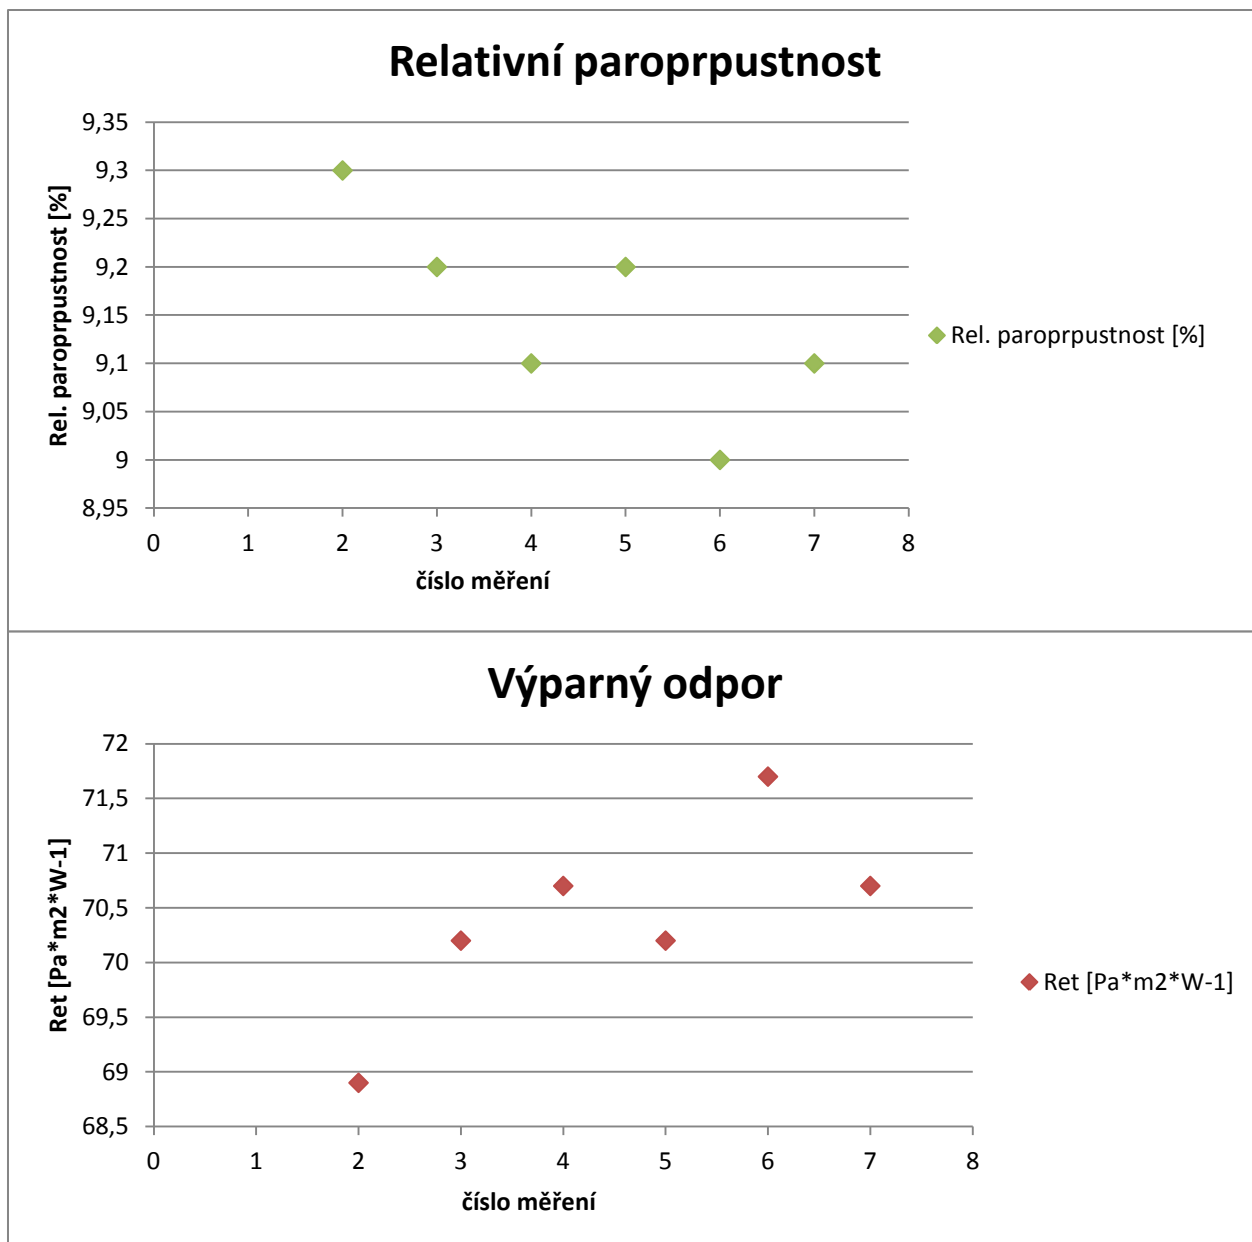 Relativní paroprpustnost
9,35
9,3
9,25
9,2
9,15
9,1
9,05
9
8,95
Rel. paroprpustnost [%]
0 1 2 3 4 5 6 7 8
číslo měření
Rel. paroprpustnost [%]
Výparný odpor
72
71,5
71
70,5
70
69,5
69
68,5
Ret [Pa*m2*W-1]
0 1 2 3 4 5 6 7 8
číslo měření
Ret [Pa*m2*W-1]